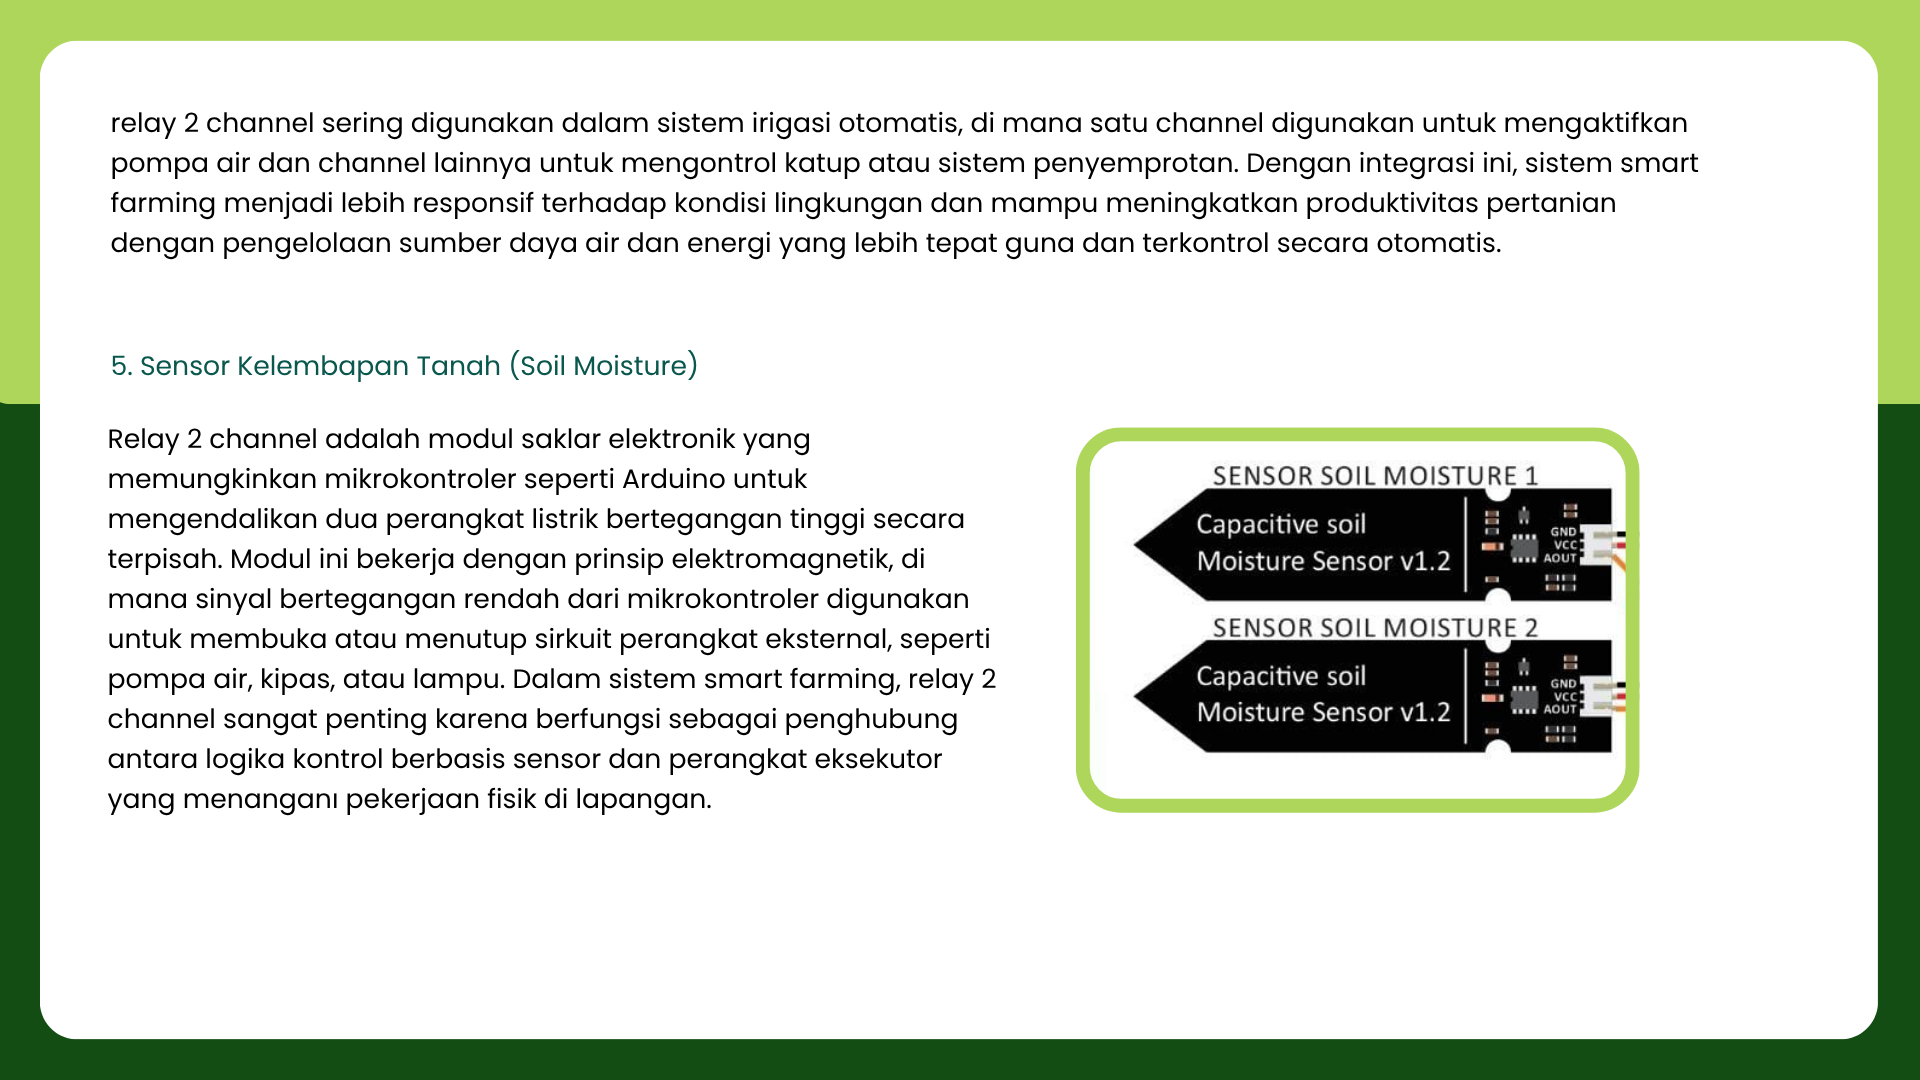 relay 2 channel sering digunakan dalam sistem irigasi otomatis, di mana satu channel digunakan untuk mengaktifkan
pompa air dan channel lainnya untuk mengontrol katup atau sistem penyemprotan. Dengan integrasi ini, sistem smart
farming menjadi lebih responsif terhadap kondisi lingkungan dan mampu meningkatkan produktivitas pertanian
dengan pengelolaan sumber daya air dan energi yang lebih tepat guna dan terkontrol secara otomatis.
5. Sensor Kelembapan Tanah (Soil Moisture)
Relay 2 channel adalah modul saklar elektronik yang
memungkinkan mikrokontroler seperti Arduino untuk
mengendalikan dua perangkat listrik bertegangan tinggi secara
terpisah. Modul ini bekerja dengan prinsip elektromagnetik, di
mana sinyal bertegangan rendah dari mikrokontroler digunakan
untuk membuka atau menutup sirkuit perangkat eksternal, seperti
pompa air, kipas, atau lampu. Dalam sistem smart farming, relay 2
channel sangat penting karena berfungsi sebagai penghubung
antara logika kontrol berbasis sensor dan perangkat eksekutor
yang menanganı pekerjaan fisik di lapangan.
SENSOR SOIL MOISTURE 1
Capacitive soil
Moisture Sensor v1.2
GND
VCC
AOUT
SENSOR SOIL MOISTURE 2
Capacitive soil
Moisture Sensor v1.2
GND
VCC
AOUT